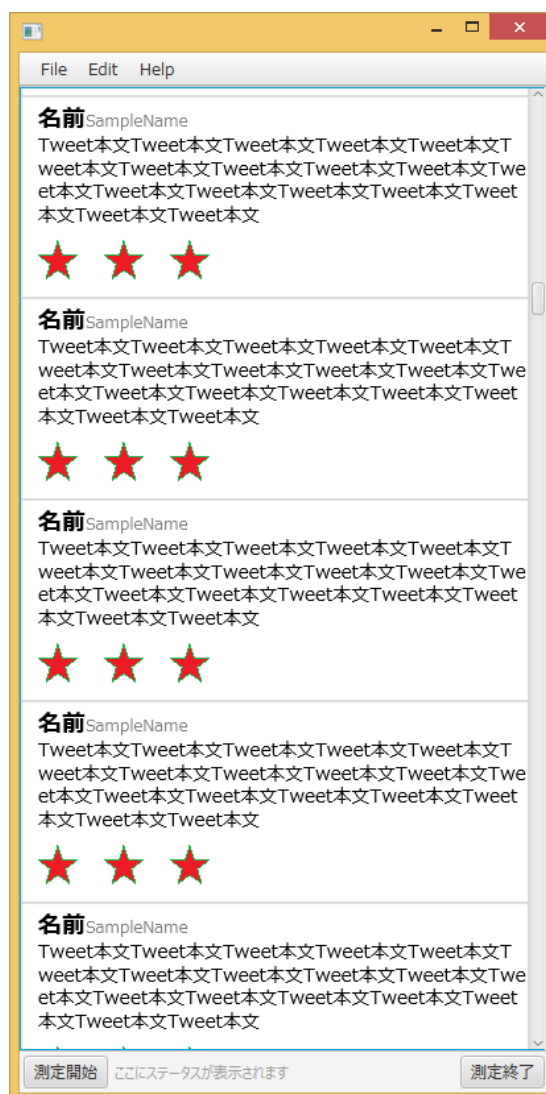 File Edit Help
名前SampleName
Tweet本文Tweet本文Tweet本文Tweet本文Tweet本文T
weet本文Tweet本文Tweet本文Tweet本文Tweet本文Twe
et本文Tweet本文Tweet本文Tweet本文Tweet本文Tweet
本文Tweet本文Tweet本文
名前SampleName
Tweet本文Tweet本文Tweet本文Tweet本文Tweet本文T
weet本文Tweet本文Tweet本文Tweet本文Tweet本文Twe
et本文Tweet本文Tweet本文Tweet本文Tweet本文Tweet
本文Tweet本文Tweet本文
名前SampleName
Tweet本文Tweet本文Tweet本文Tweet本文Tweet本文T
weet本文Tweet本文Tweet本文Tweet本文Tweet本文Twe
et本文Tweet本文Tweet本文Tweet本文Tweet本文Tweet
本文Tweet本文Tweet本文
名前SampleName
Tweet本文Tweet本文Tweet本文Tweet本文Tweet本文T
weet本文Tweet本文Tweet本文Tweet本文Tweet本文Twe
et本文Tweet本文Tweet本文Tweet本文Tweet本文Tweet
本文Tweet本文Tweet本文
名前SampleName
Tweet本文Tweet本文Tweet本文Tweet本文Tweet本文T
weet本文Tweet本文Tweet本文Tweet本文Tweet本文Twe
et本文Tweet本文Tweet本文Tweet本文Tweet本文Tweet
本文Tweet本文Tweet本文
測定開始 ここにステータスが表示されます 測定終了